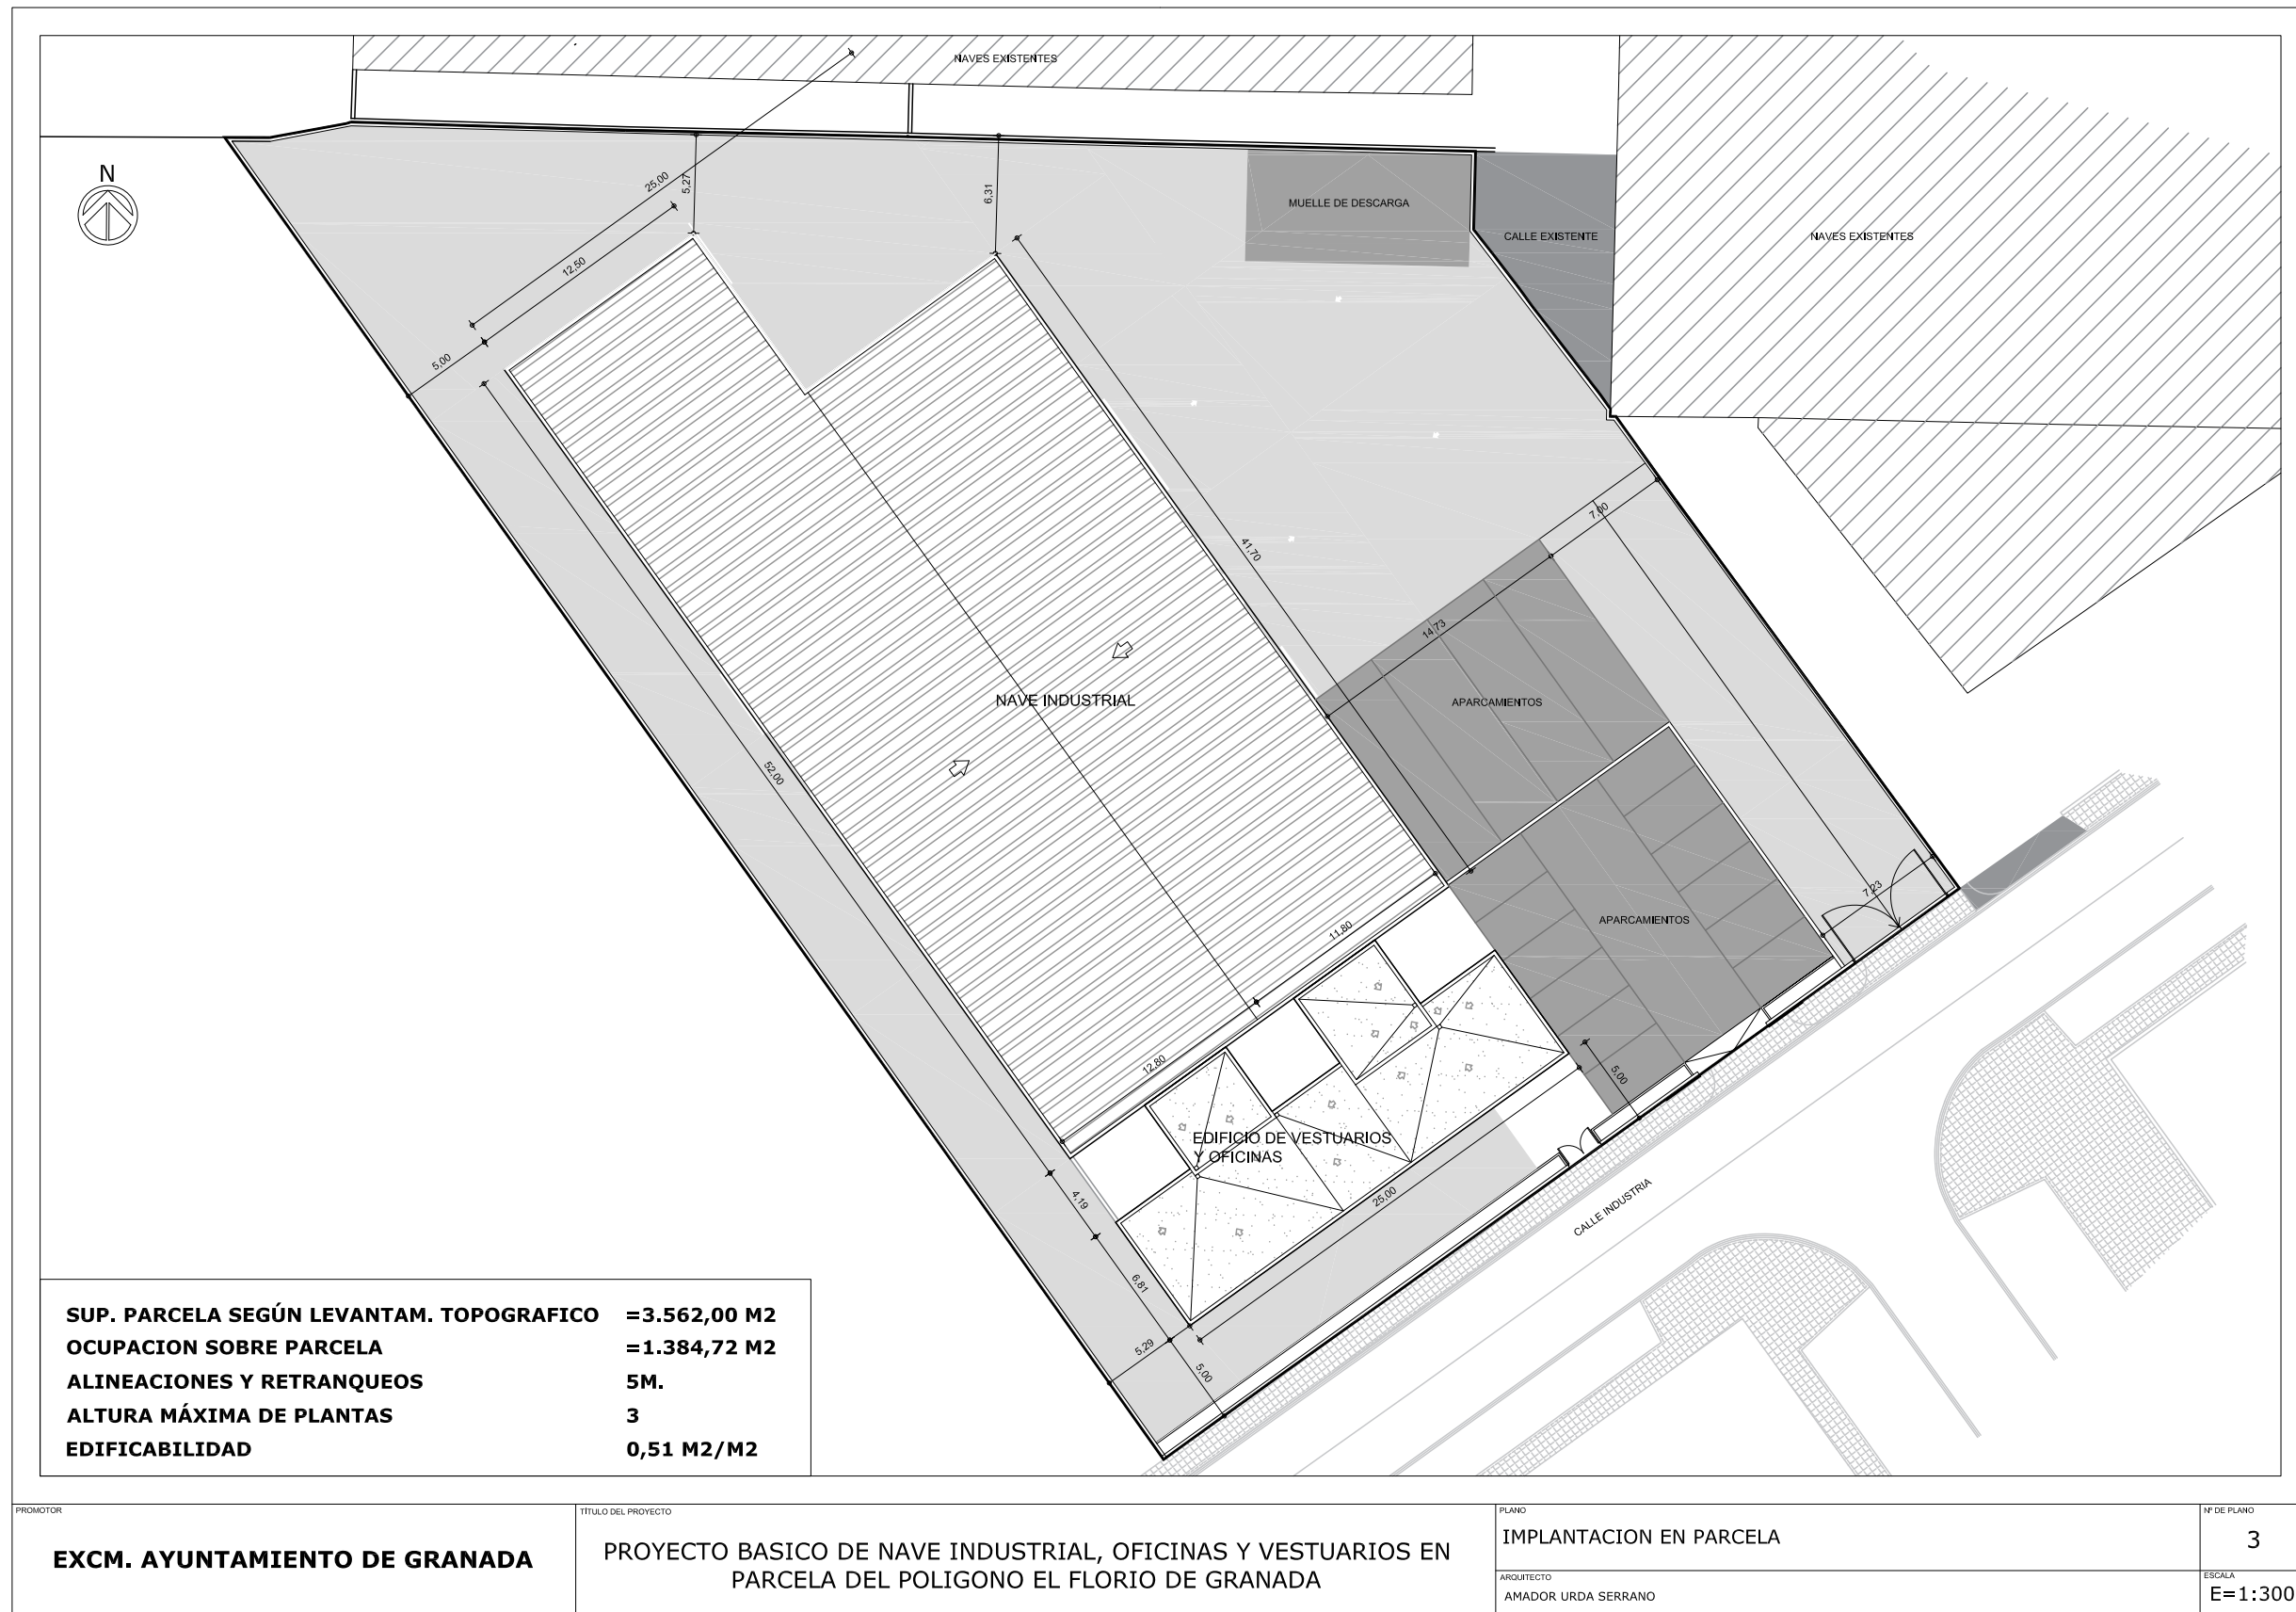 NAVES EXISTENTES
N
25,00
5,27
6,31
MUELLE DE DESCARGA
CALLE EXISTENTE
NAVES EXISTENTES
12,50
5,00
7,00
41,70
14,73
NAVE INDUSTRIAL
APARCAMIENTOS
52,00
7,23
APARCAMIENTOS
11,80
12,80
5,00
EDIFICIO DE VESTUARIOS
Y OFICINAS
4,19
25,00
CALLE INDUSTRIA
6,81
5,29
5,00
SUP. PARCELA SEGÚN LEVANTAM. TOPOGRAFICO =3.562,00 M2
OCUPACION SOBRE PARCELA =1.384,72 M2
ALINEACIONES Y RETRANQUEOS 5M.
ALTURA MÁXIMA DE PLANTAS 3
EDIFICABILIDAD 0,51 M2/M2
PROMOTOR
EXCM. AYUNTAMIENTO DE GRANADA
TÍTULO DEL PROYECTO
PROYECTO BASICO DE NAVE INDUSTRIAL, OFICINAS Y VESTUARIOS EN
PARCELA DEL POLIGONO EL FLORIO DE GRANADA
PLANO
IMPLANTACION EN PARCELA
ARQUITECTO
AMADOR URDA SERRANO
Nº DE PLANO
3
ESCALA
E=1:300